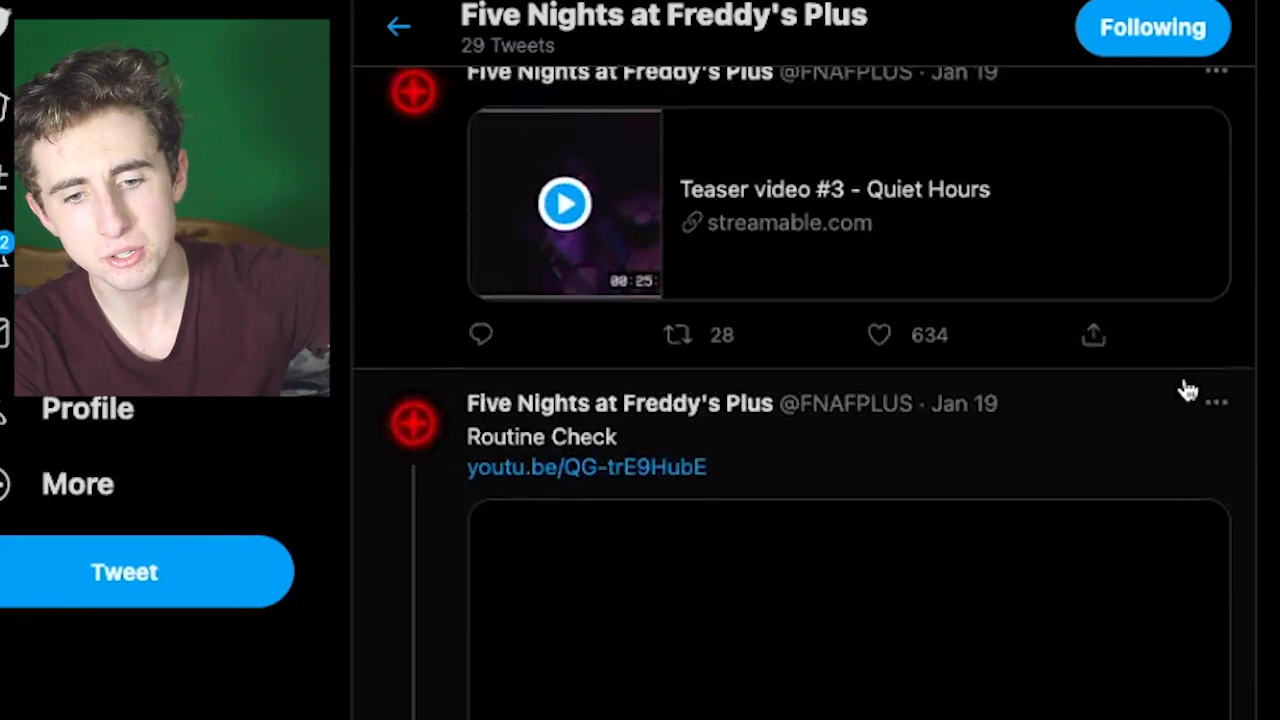 Five Nights at Freddy's Plus
29 Tweets
Following
Five Nights at Freddy's Plus @FNAFPLUS · Jan 19
Teaser video #3 - Quiet Hours
streamable.com
00:25
28
634
2
Five Nights at Freddy's Plus @FNAFPLUS · Jan 19
Routine Check
youtu.be/QG-trE9HubE
Profile
More
Tweet